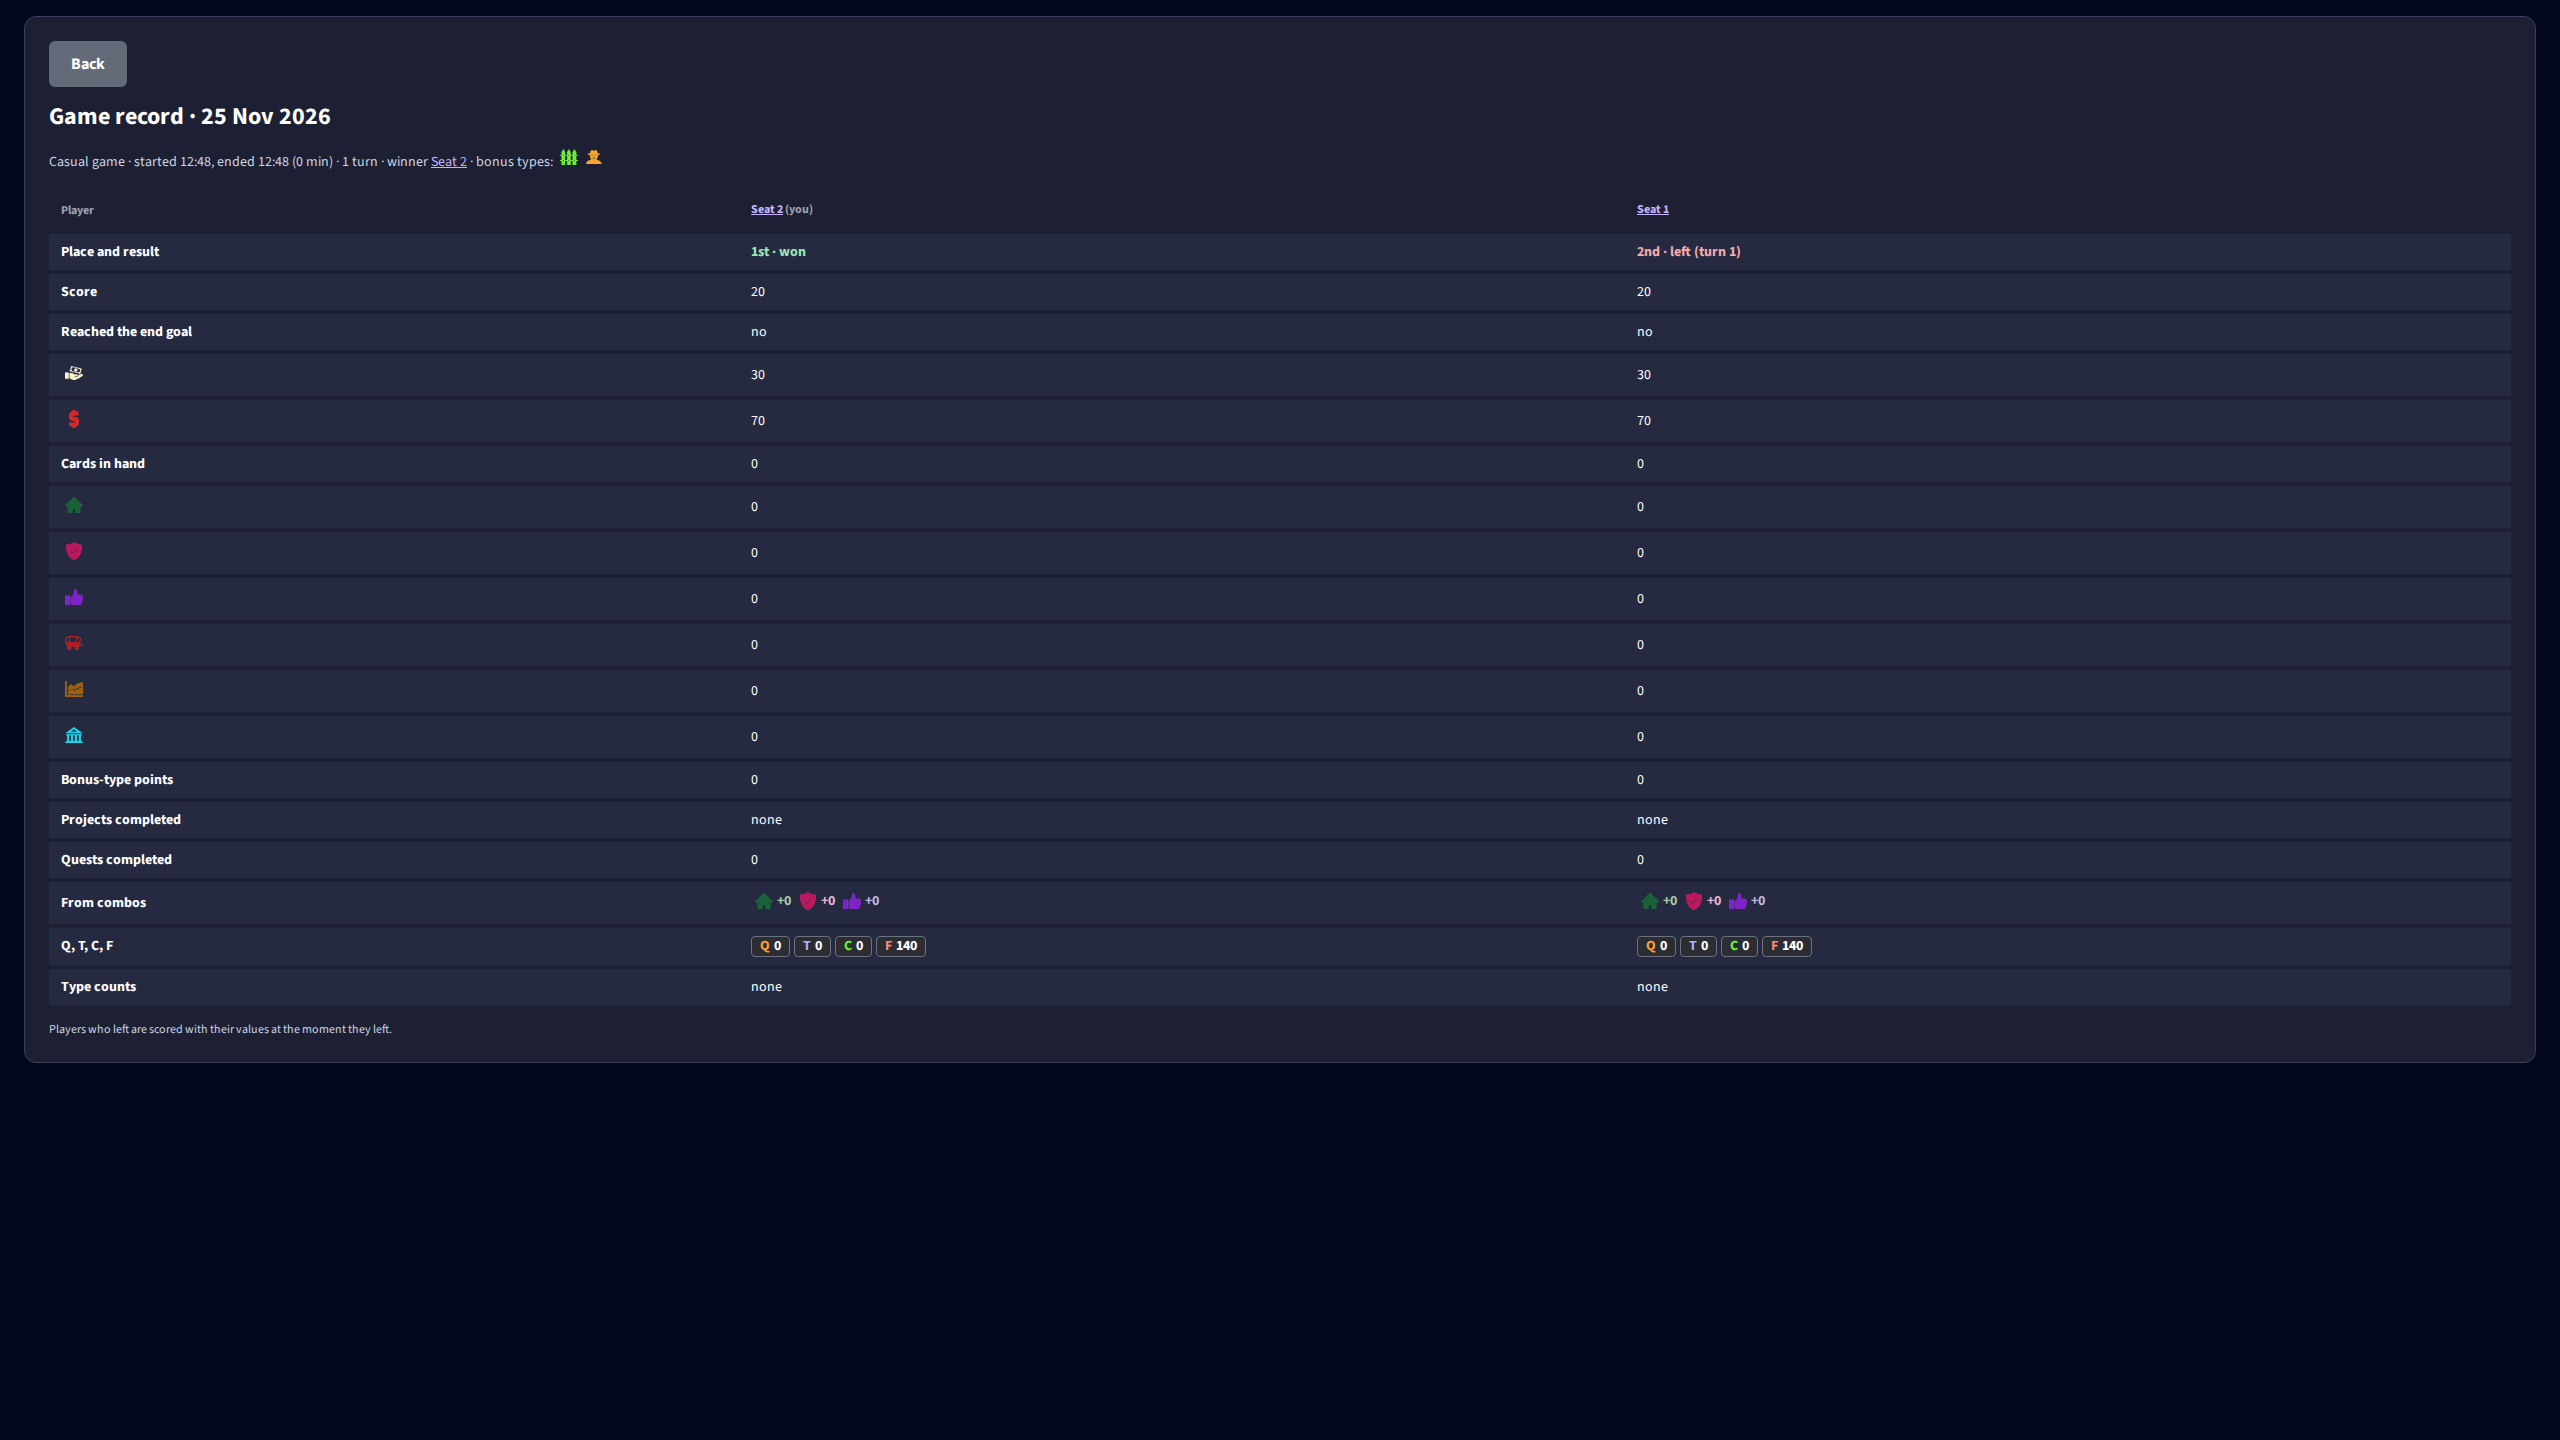 Back
Game record · 25 Nov 2026
Casual game · started 12:48, ended 12:48 (0 min) · 1 turn · winner Seat 2 · bonus types:
Player Seat 2 (you) Seat 1
Place and result 1st · won 2nd · left (turn 1)
Score 20 20
Reached the end goal no no
30 30
70 70
Cards in hand 0 0
0 0
0 0
0 0
0 0
0 0
0 0
Bonus-type points 0 0
Projects completed none none
Quests completed 0 0
From combos +0 +0 +0 +0 +0 +0
Q, T, C, F Q 0 T 0 C 0 F 140 Q 0 T 0 C 0 F 140
Type counts none none
Players who left are scored with their values at the moment they left.